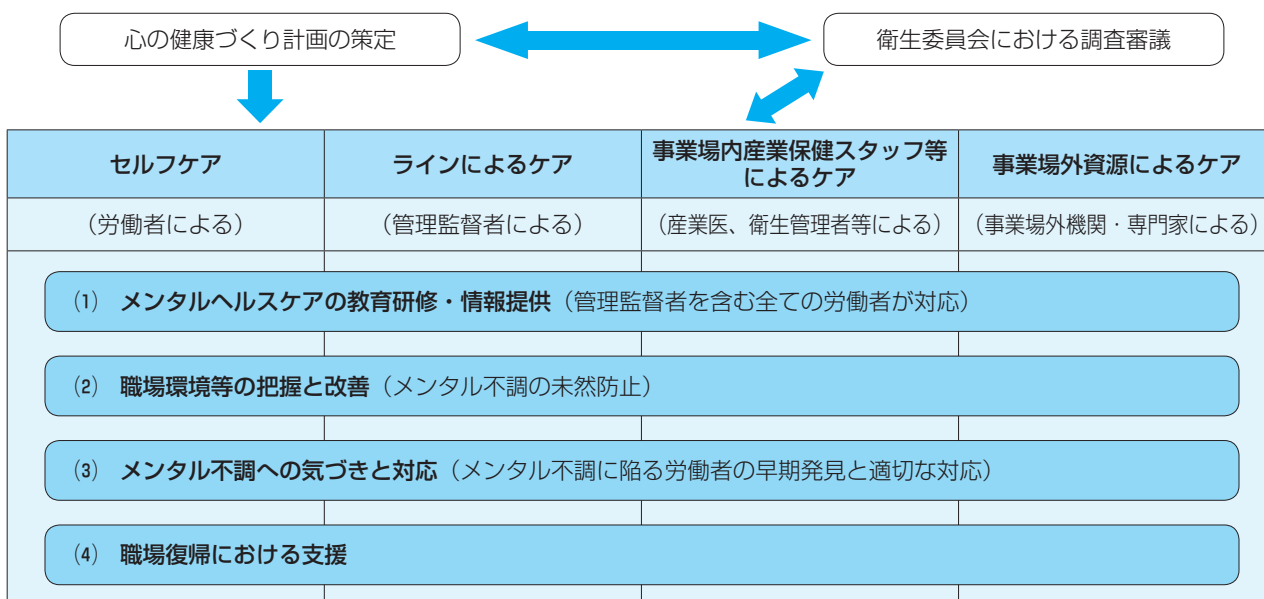 心の健康づくり計画の策定
衛生委員会における調査審議
セルフケア
ラインによるケア
事業場内産業保健スタッフ等
によるケア
事業場外資源によるケア
（労働者による）
（管理監督者による）
（産業医、衛生管理者等による）
（事業場外機関・専門家による）
(1) メンタルヘルスケアの教育研修・情報提供（管理監督者を含む全ての労働者が対応）
(2) 職場環境等の把握と改善（メンタル不調の未然防止）
(3) メンタル不調への気づきと対応（メンタル不調に陥る労働者の早期発見と適切な対応）
(4) 職場復帰における支援